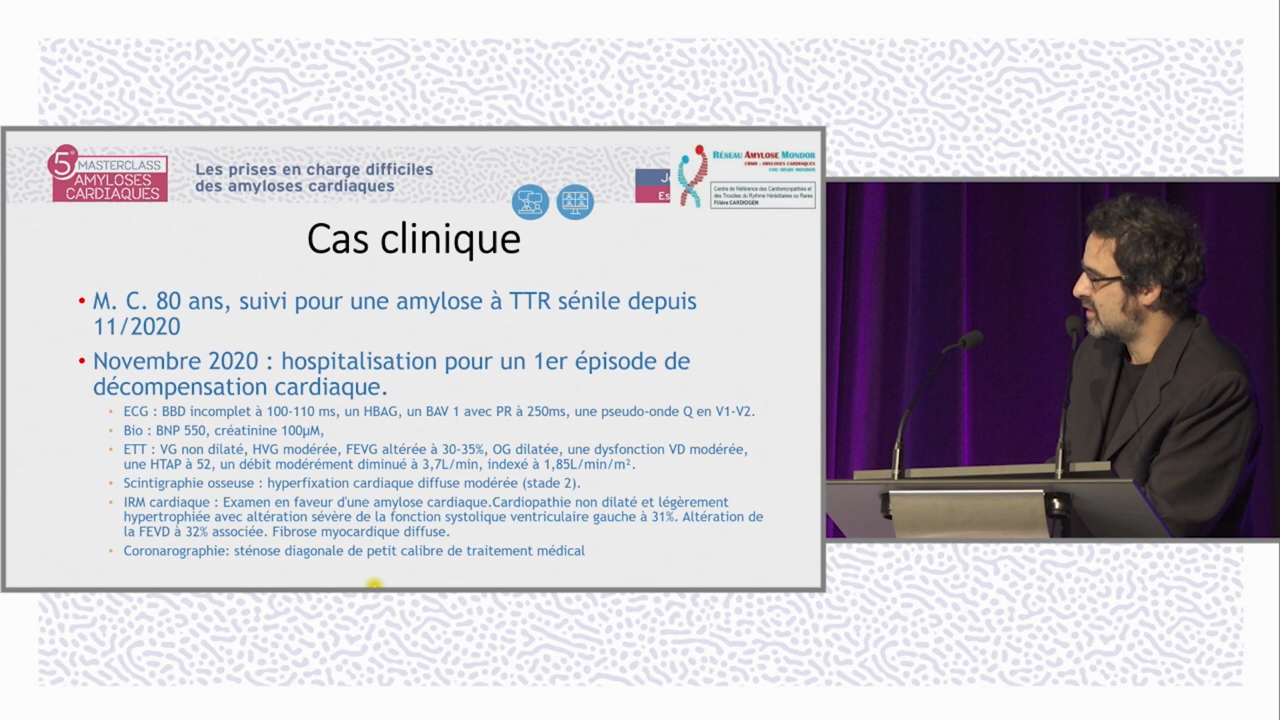 5e MASTERCLASS
AMYLOSES
CARDIAQUES
Les prises en charge difficiles
des amyloses cardiaques
RÉSEAU AMYLOSE MONDOR
CRMR - AMYLOSES CARDIAQUES
CHU HENRI MONDOR
Centre de Référence des Cardiomyopathies et
des Troubles du Rythme Héréditaires ou Rares
Filière CARDIOGEN
Cas clinique
• M. C. 80 ans, suivi pour une amylose à TTR sénile depuis
11/2020
• Novembre 2020 : hospitalisation pour un 1er épisode de
décompensation cardiaque.
• ECG : BBD incomplet à 100-110 ms, un HBAG, un BAV 1 avec PR à 250ms, une pseudo-onde Q en V1-V2.
• Bio : BNP 550, créatinine 100µM,
• ETT : VG non dilaté, HVG modérée, FEVG altérée à 30-35%, OG dilatée, une dysfonction VD modérée,
une HTAP à 52, un débit modérément diminué à 3,7L/min, indexé à 1,85L/min/m².
• Scintigraphie osseuse : hyperfixation cardiaque diffuse modérée (stade 2).
• IRM cardiaque : Examen en faveur d'une amylose cardiaque.Cardiopathie non dilaté et légèrement
hypertrophiée avec altération sévère de la fonction systolique ventriculaire gauche à 31%. Altération de
la FEVD à 32% associée. Fibrose myocardique diffuse.
• Coronarographie: sténose diagonale de petit calibre de traitement médical